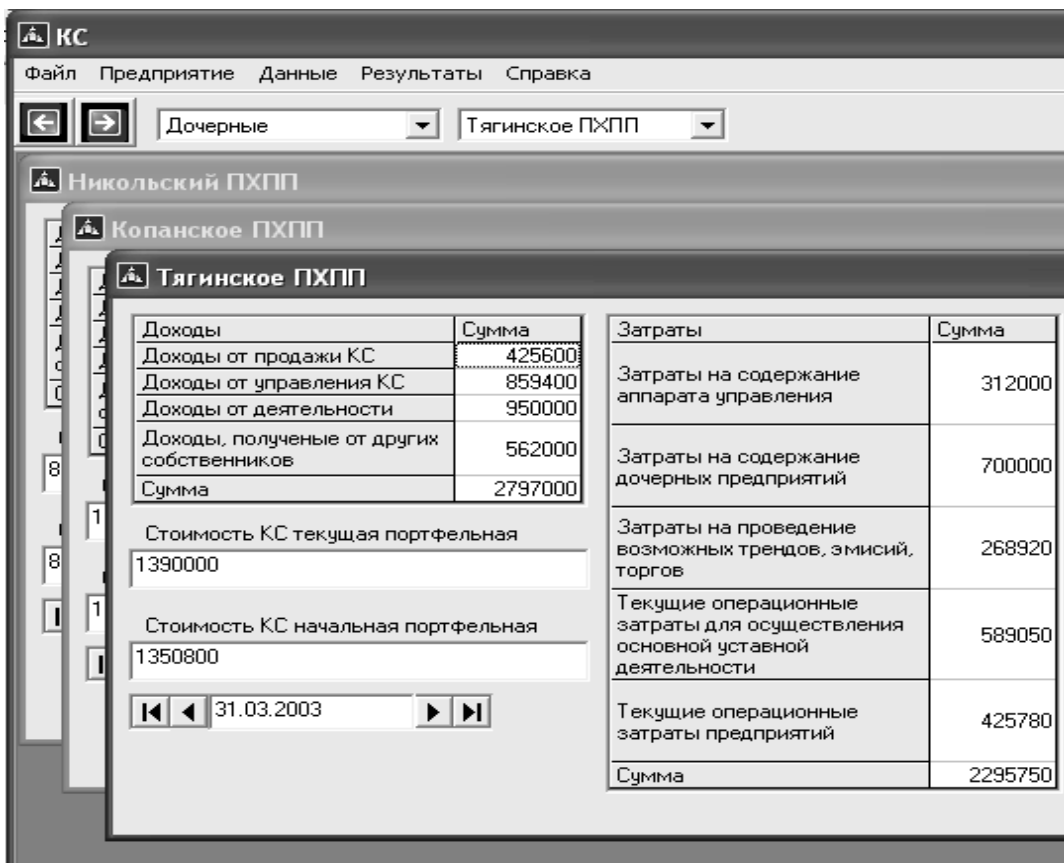 КС
Файл Предприятие Данные Результаты Справка
Дочерные Тягинское ПХПП
Никольский ПХПП
Копанское ПХПП
Тягинское ПХПП
Доходы Сумма
Доходы от продажи КС 425600
Доходы от управления КС 859400
Доходы от деятельности 950000
Доходы, полученые от других
собственников 562000
Сумма 2797000
Стоимость КС текущая портфельная
1390000
Стоимость КС начальная портфельная
1350800
31.03.2003
Затраты Сумма
Затраты на содержание
аппарата управления 312000
Затраты на содержание
дочерных предприятий 700000
Затраты на проведение
возможных трендов, эмисий, 268920
торгов
Текущие операционные
затраты для осуществления
основной уставной 589050
деятельности
Текущие операционные
затраты предприятий 425780
Сумма 2295750